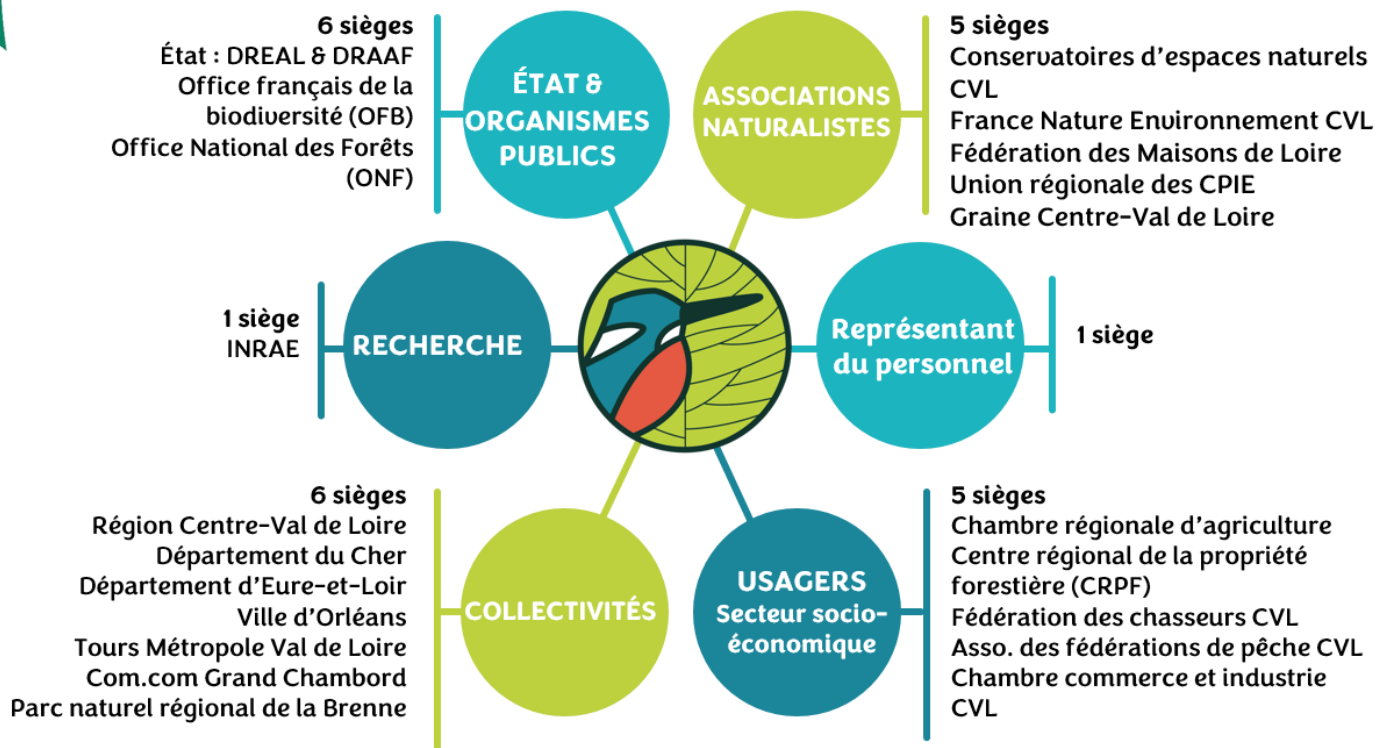 6 sièges
État : DREAL & DRAAF
Office français de la
biodiversité (OFB)
Office National des Forêts
(ONF)
ÉTAT &
ORGANISMES
PUBLICS
ASSOCIATIONS
NATURALISTES
5 sièges
Conservatoires d'espaces naturels
CVL
France Nature Environnement CVL
Fédération des Maisons de Loire
Union régionale des CPIE
Graine Centre-Val de Loire
1 siège
INRAE
RECHERCHE
Représentant
du personnel
1 siège
6 sièges
Région Centre-Val de Loire
Département du Cher
Département d'Eure-et-Loir
Ville d'Orléans
Tours Métropole Val de Loire
Com.com Grand Chambord
Parc naturel régional de la Brenne
COLLECTIVITÉS
USAGERS
Secteur socio-
économique
5 sièges
Chambre régionale d'agriculture
Centre régional de la propriété
forestière (CRPF)
Fédération des chasseurs CVL
Asso. des fédérations de pêche CVL
Chambre commerce et industrie
CVL